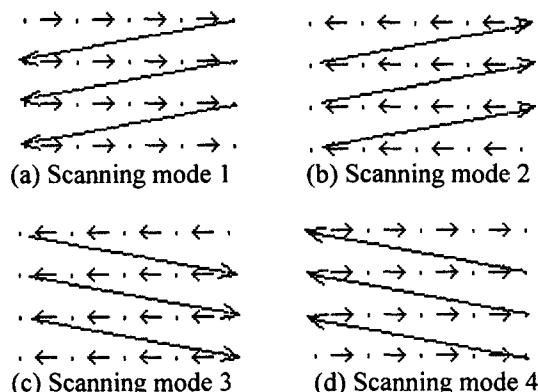 (a) Scanning mode 1
(b) Scanning mode 2
(c) Scanning mode 3
(d) Scanning mode 4